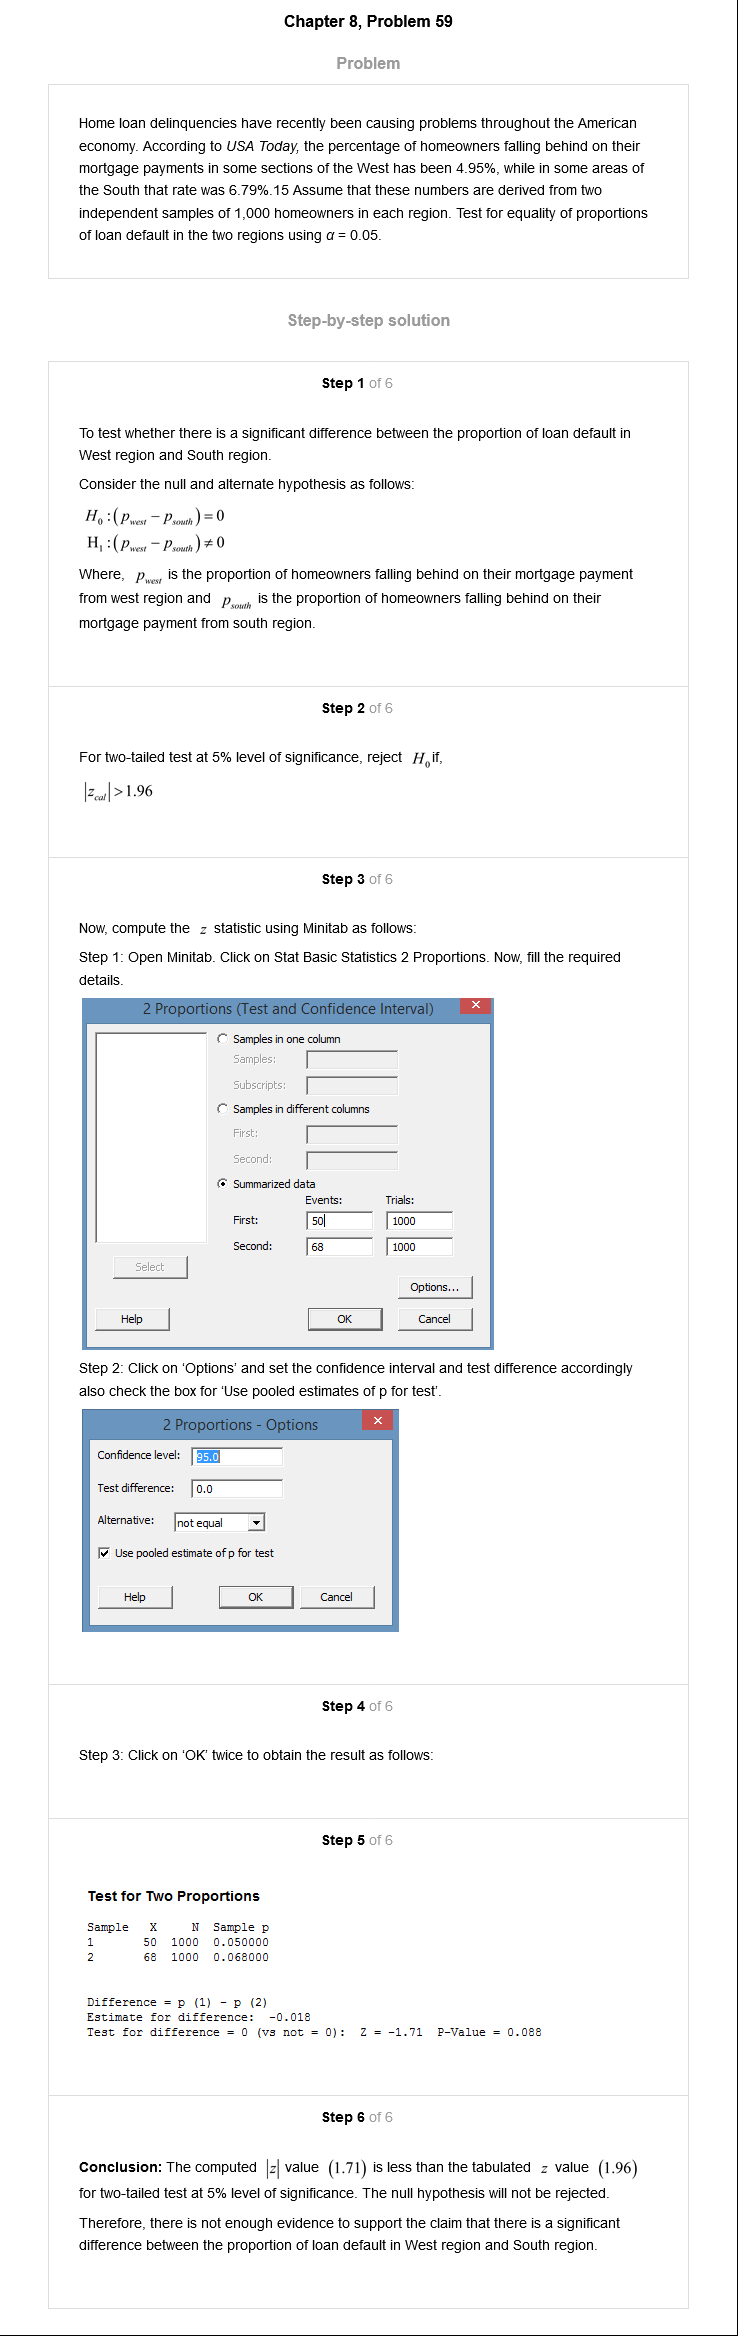 Chapter 8, Problem 59
Problem
Home loan delinquencies have recently been causing problems throughout the American
economy. According to USA Today, the percentage of homeowners falling behind on their
mortgage payments in some sections of the West has been 4.95%, while in some areas of
the South that rate was 6.79%.15 Assume that these numbers are derived from two
independent samples of 1,000 homeowners in each region. Test for equality of proportions
of loan default in the two regions using α = 0.05.
Step-by-step solution
Step 1 of 6
To test whether there is a significant difference between the proportion of loan default in
West region and South region.
Consider the null and alternate hypothesis as follows:
H₀ :(p_west − p_south) = 0
H₁ :(p_west − p_south) ≠ 0
Where, p_west is the proportion of homeowners falling behind on their mortgage payment
from west region and p_south is the proportion of homeowners falling behind on their
mortgage payment from south region.
Step 2 of 6
For two-tailed test at 5% level of significance, reject H₀ if,
|z_cal| > 1.96
Step 3 of 6
Now, compute the z statistic using Minitab as follows:
Step 1: Open Minitab. Click on Stat Basic Statistics 2 Proportions. Now, fill the required
details.
2 Proportions (Test and Confidence Interval) x
Samples in one column
Samples:
Subscripts:
Samples in different columns
First:
Second:
Summarized data
Events: Trials:
First: 50 1000
Second: 68 1000
Select
Options...
Help OK Cancel
Step 2: Click on ‘Options’ and set the confidence interval and test difference accordingly
also check the box for ‘Use pooled estimates of p for test’.
2 Proportions - Options x
Confidence level: 95.0
Test difference: 0.0
Alternative: not equal
Use pooled estimate of p for test
Help OK Cancel
Step 4 of 6
Step 3: Click on ‘OK’ twice to obtain the result as follows:
Step 5 of 6
Test for Two Proportions
Sample X N Sample p
1 50 1000 0.050000
2 68 1000 0.068000
Difference = p (1) - p (2)
Estimate for difference: -0.018
Test for difference = 0 (vs not = 0): Z = -1.71 P-Value = 0.088
Step 6 of 6
Conclusion: The computed |z| value (1.71) is less than the tabulated z value (1.96)
for two-tailed test at 5% level of significance. The null hypothesis will not be rejected.
Therefore, there is not enough evidence to support the claim that there is a significant
difference between the proportion of loan default in West region and South region.